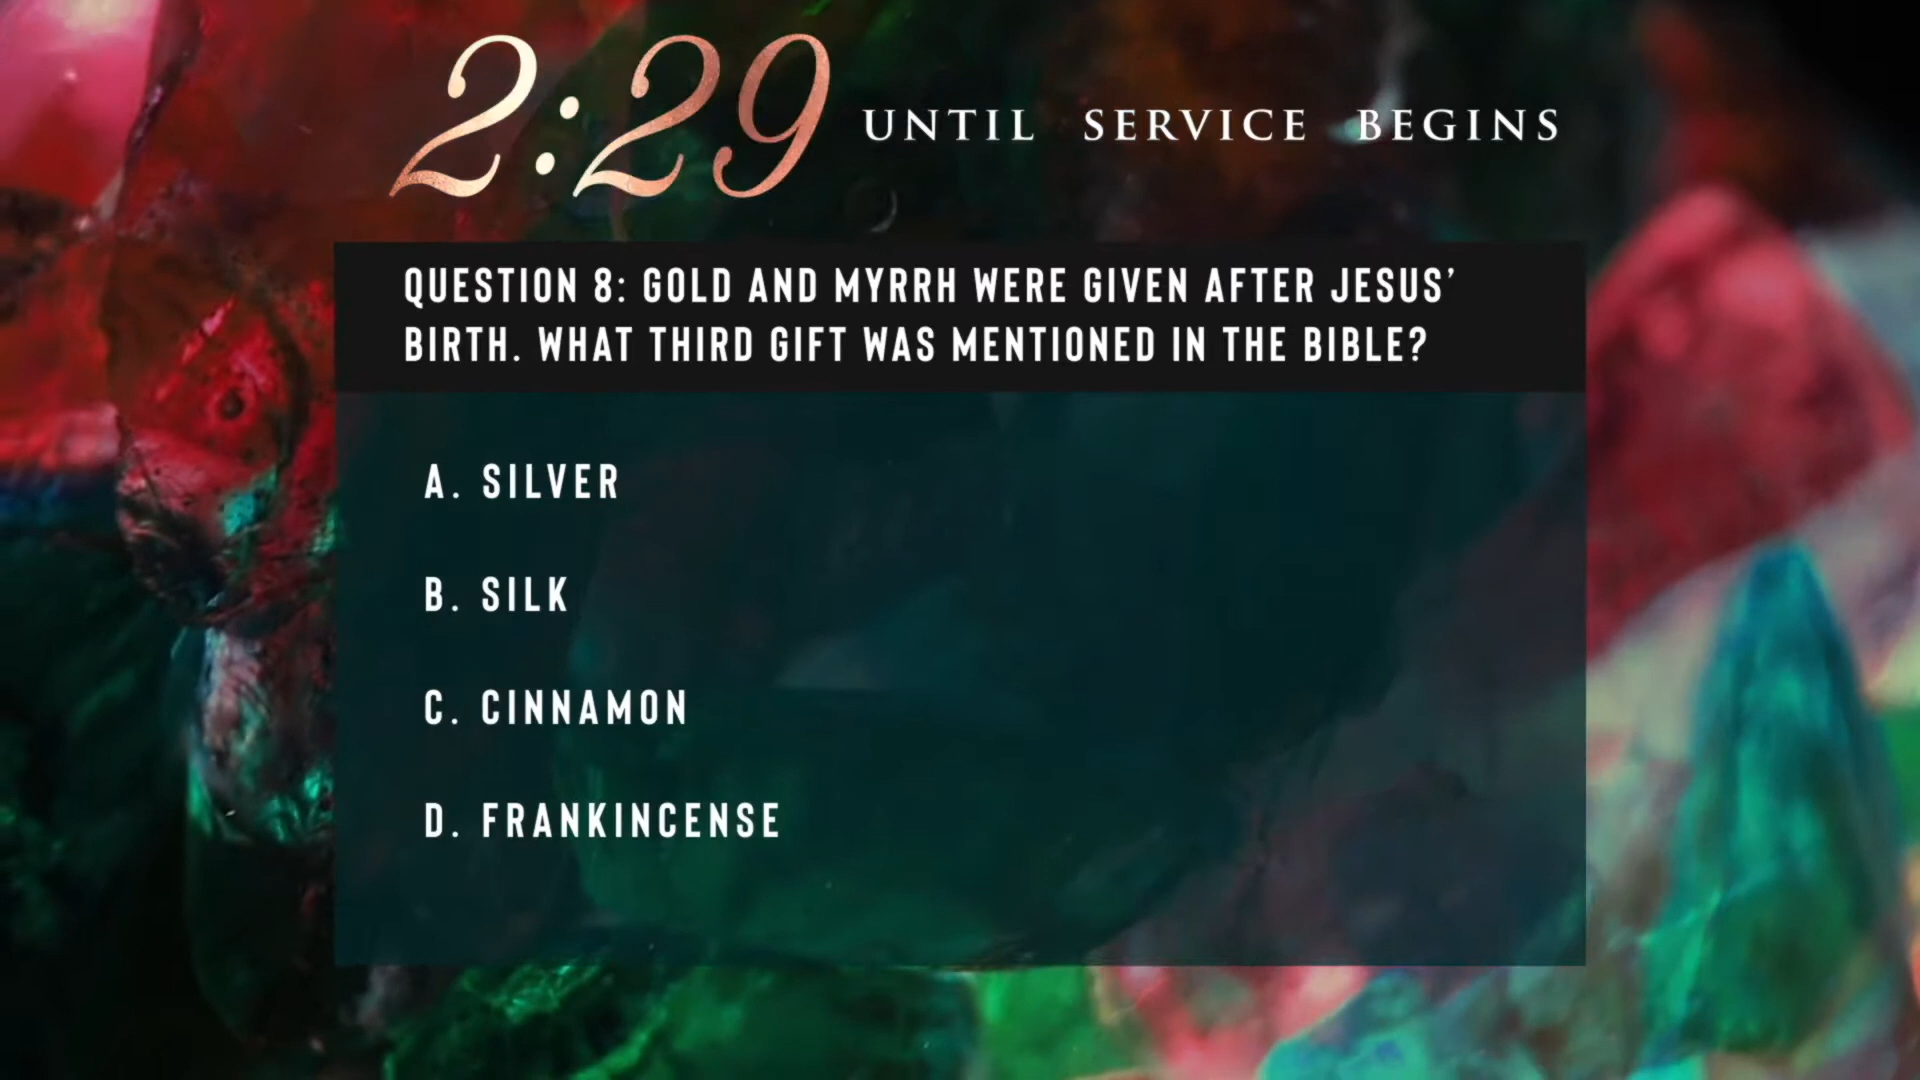 2:29 UNTIL SERVICE BEGINS
QUESTION 8: GOLD AND MYRRH WERE GIVEN AFTER JESUS’
BIRTH. WHAT THIRD GIFT WAS MENTIONED IN THE BIBLE?
A. SILVER
B. SILK
C. CINNAMON
D. FRANKINCENSE